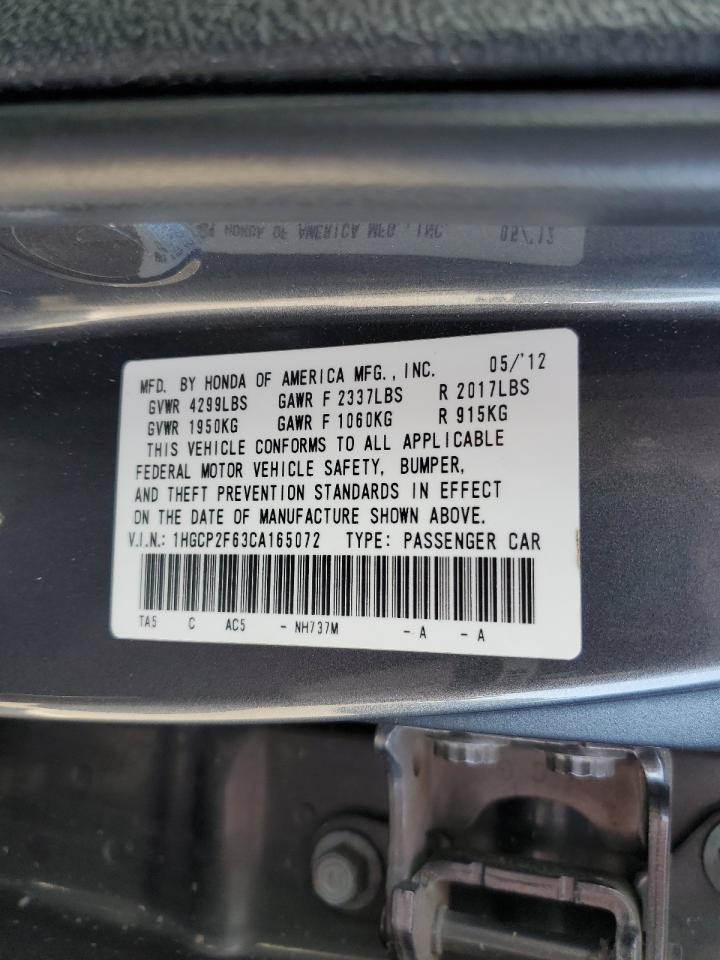 MFD. BY HONDA OF AMERICA MFG., INC. 05/'12
GVWR 4299LBS GAWR F 2337LBS R 2017LBS
GVWR 1950KG GAWR F 1060KG R 915KG
THIS VEHICLE CONFORMS TO ALL APPLICABLE
FEDERAL MOTOR VEHICLE SAFETY, BUMPER,
AND THEFT PREVENTION STANDARDS IN EFFECT
ON THE DATE OF MANUFACTURE SHOWN ABOVE.
V.I.N.: 1HGCP2F63CA165072 TYPE: PASSENGER CAR
TA5 C AC5 - NH737M - A - A